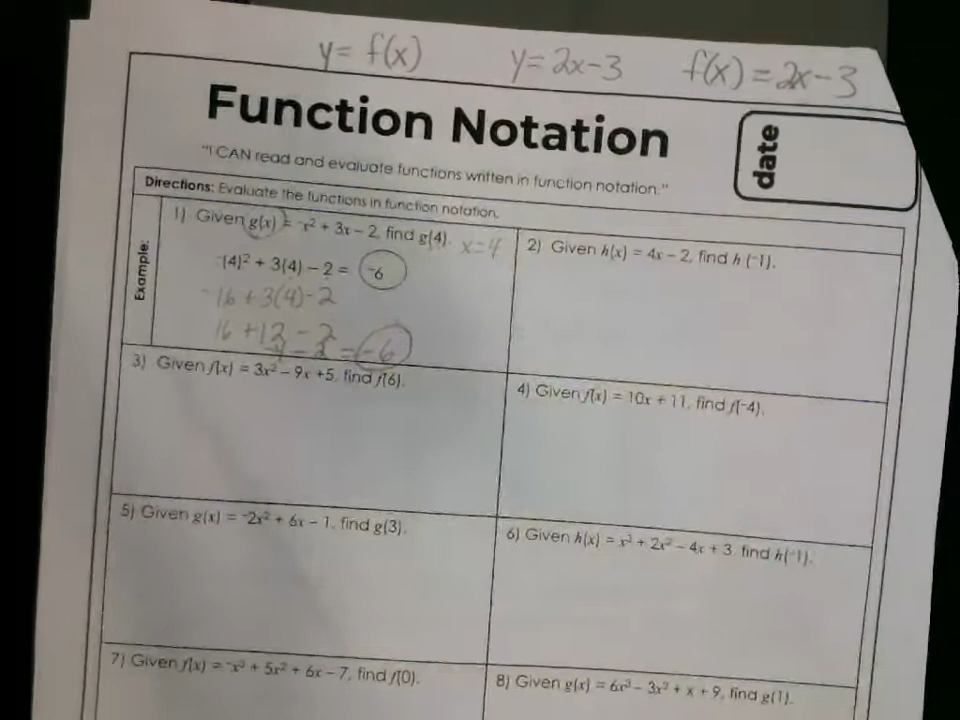 y = f(x) y = 2x-3 f(x) = 2x-3
Function Notation
date
"I CAN read and evaluate functions written in function notation."
Directions: Evaluate the functions in function notation.
Example:
1) Given g(x) = ⁻x² + 3x – 2, find g(4). x=4
⁻(4)² + 3(4) – 2 = ⁻6
-16 + 3(4)-2
16 + 12 - 2
= -6
2) Given h(x) = 4x – 2, find h (⁻1).
3) Given f(x) = 3x² – 9x +5, find f(6).
4) Given f(x) = 10x + 11, find f(⁻4).
5) Given g(x) = ⁻2x² + 6x – 1, find g(3).
6) Given h(x) = x³ + 2x² – 4x + 3 find h(⁻1).
7) Given f(x) = ⁻x³ + 5x² + 6x – 7, find f(0).
8) Given g(x) = 6x³ – 3x² + x + 9, find g(1).